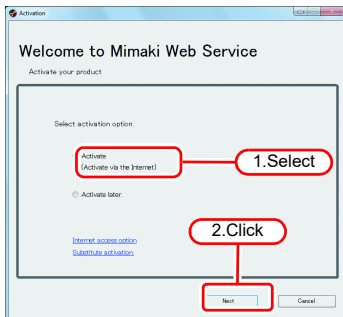 Activation
Welcome to Mimaki Web Service
Activate your product
Select activation option.
Activate
(Activate via the Internet)
1.Select
Activate later.
2.Click
Internet access option
Substitute activation.
Next
Cancel